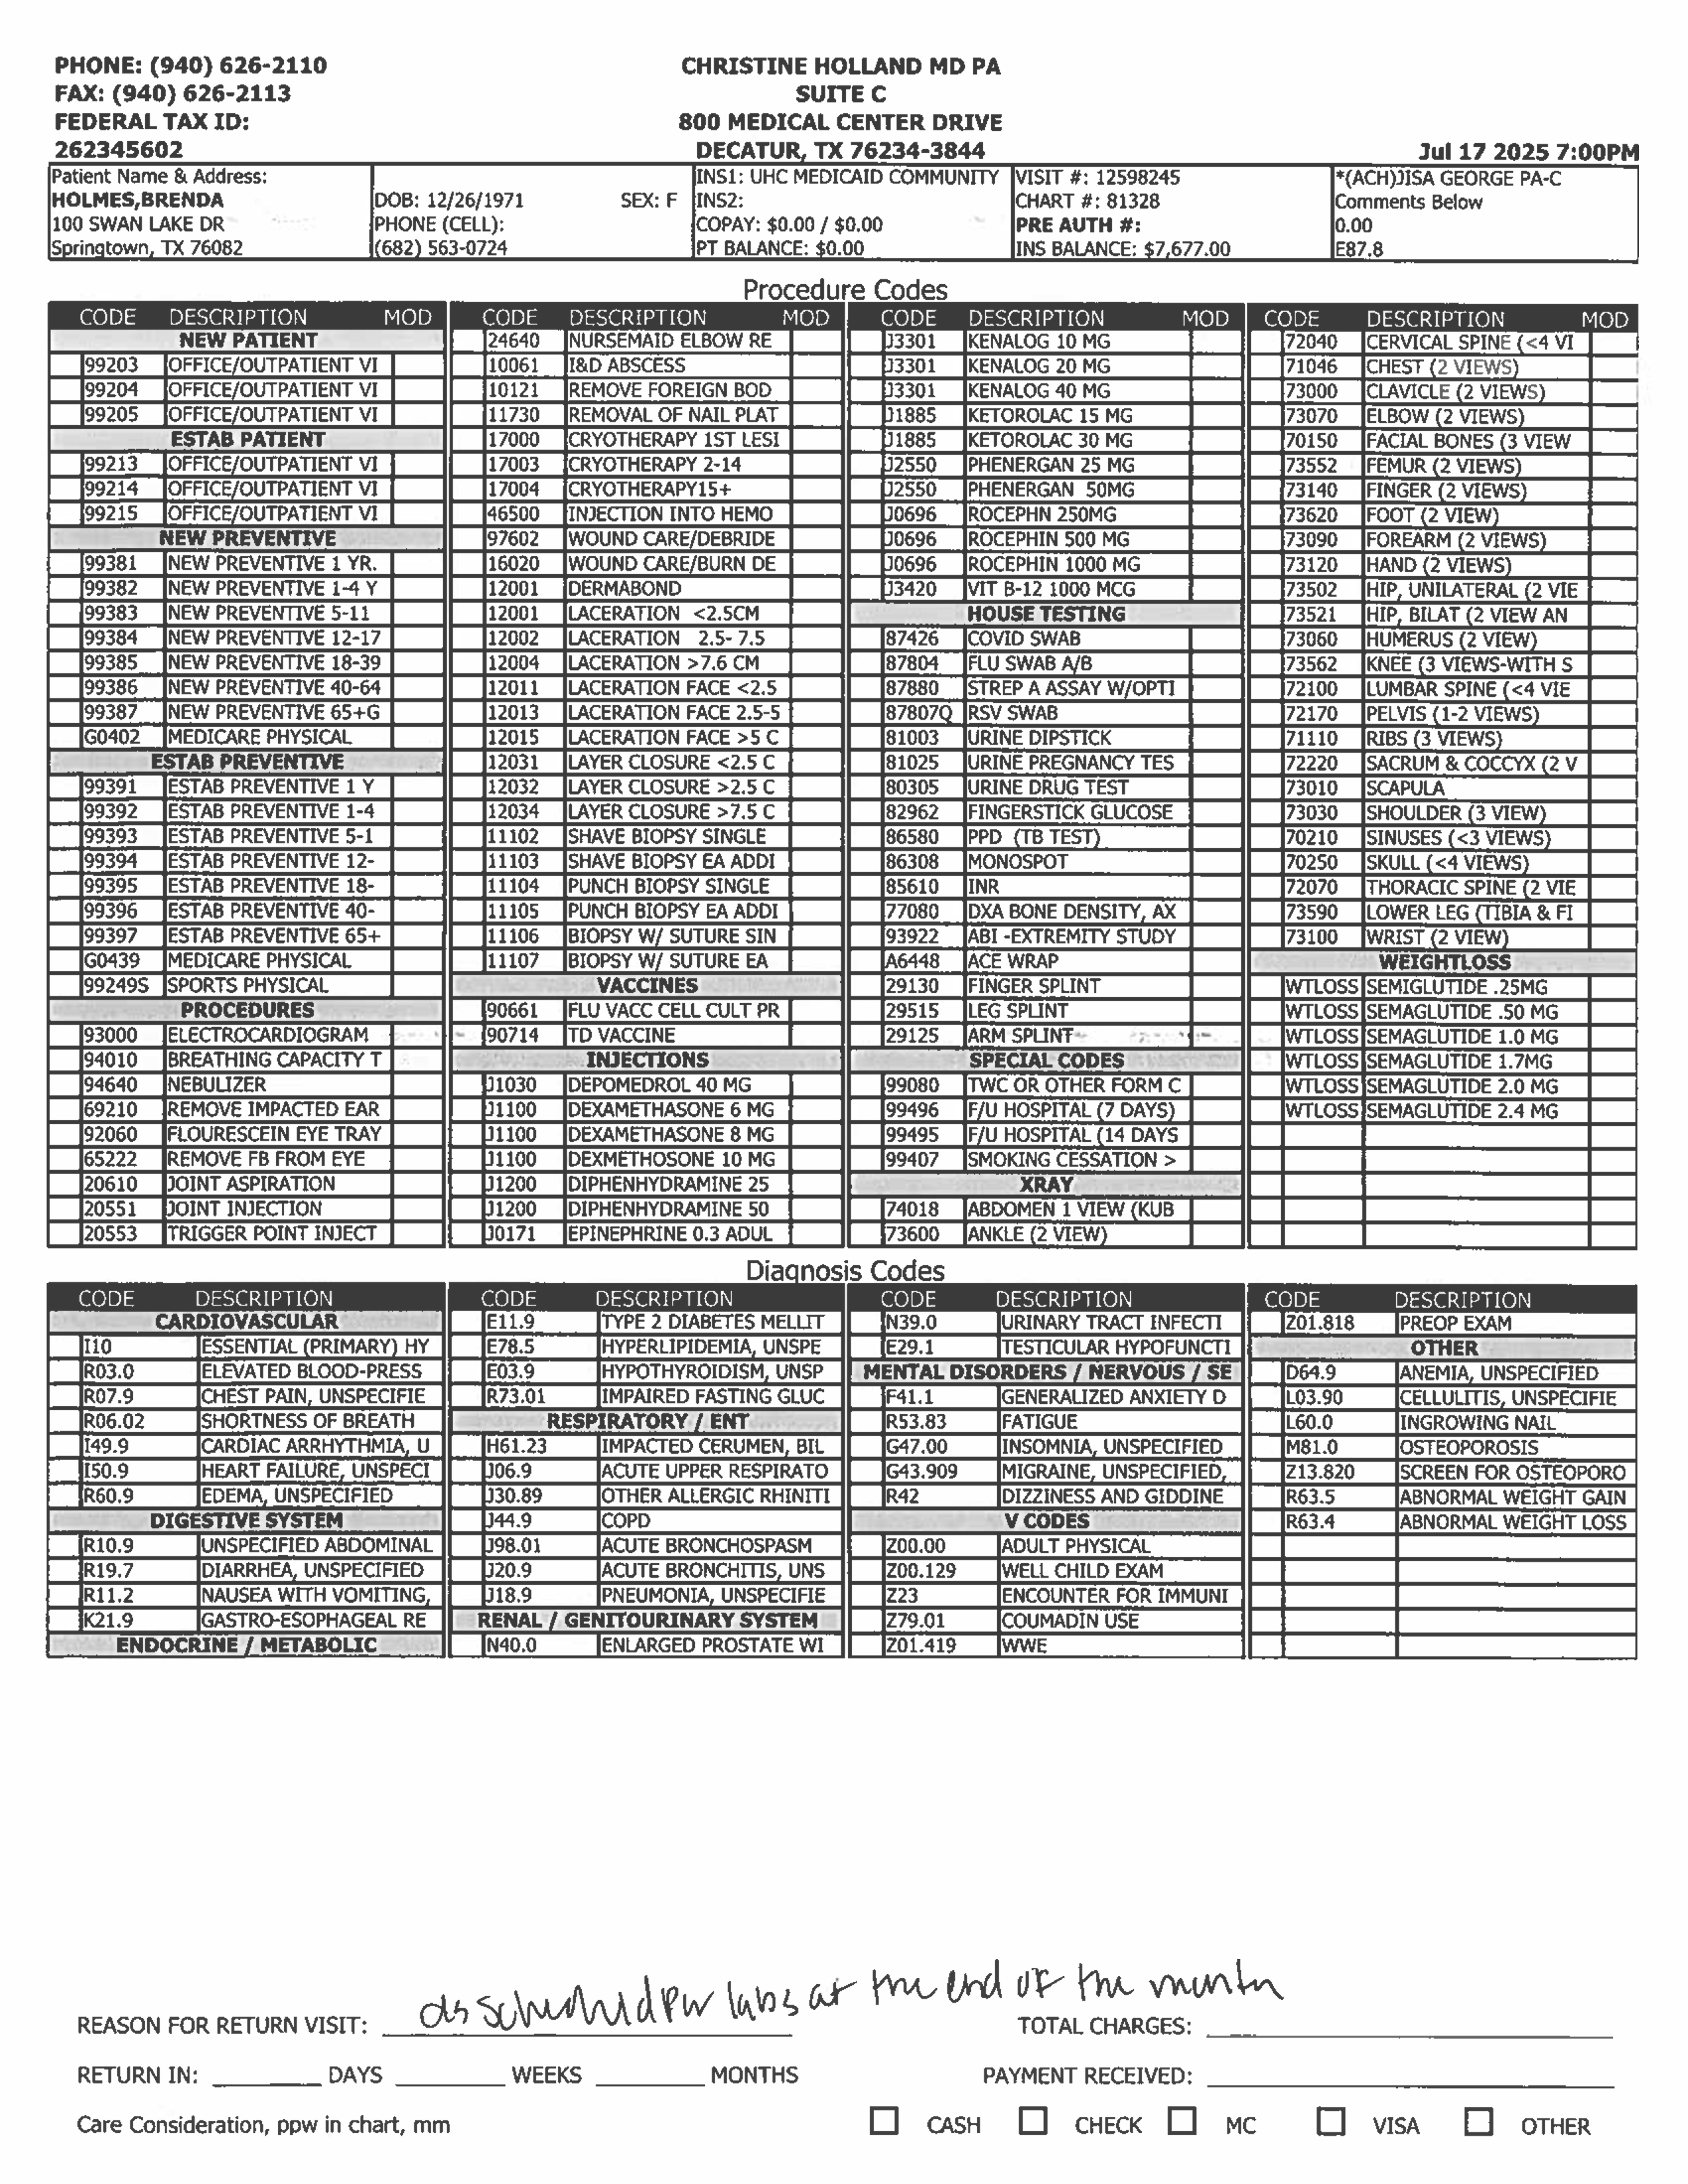 PHONE: (940) 626-2110
FAX: (940) 626-2113
FEDERAL TAX ID:
262345602
CHRISTINE HOLLAND MD PA
SUITE C
800 MEDICAL CENTER DRIVE
DECATUR, TX 76234-3844
Jul 17 2025 7:00PM
Patient Name & Address:
HOLMES,BRENDA
100 SWAN LAKE DR
Springtown, TX 76082
DOB: 12/26/1971 SEX: F
PHONE (CELL):
(682) 563-0724
INS1: UHC MEDICAID COMMUNITY
INS2:
COPAY: $0.00 / $0.00
PT BALANCE: $0.00
VISIT #: 12598245
CHART #: 81328
PRE AUTH #:
INS BALANCE: $7,677.00
*(ACH)JISA GEORGE PA-C
Comments Below
0.00
E87.8
Procedure Codes
CODE DESCRIPTION MOD
NEW PATIENT
99203 OFFICE/OUTPATIENT VI
99204 OFFICE/OUTPATIENT VI
99205 OFFICE/OUTPATIENT VI
ESTAB PATIENT
99213 OFFICE/OUTPATIENT VI
99214 OFFICE/OUTPATIENT VI
99215 OFFICE/OUTPATIENT VI
NEW PREVENTIVE
99381 NEW PREVENTIVE 1 YR.
99382 NEW PREVENTIVE 1-4 Y
99383 NEW PREVENTIVE 5-11
99384 NEW PREVENTIVE 12-17
99385 NEW PREVENTIVE 18-39
99386 NEW PREVENTIVE 40-64
99387 NEW PREVENTIVE 65+G
G0402 MEDICARE PHYSICAL
ESTAB PREVENTIVE
99391 ESTAB PREVENTIVE 1 Y
99392 ESTAB PREVENTIVE 1-4
99393 ESTAB PREVENTIVE 5-1
99394 ESTAB PREVENTIVE 12-
99395 ESTAB PREVENTIVE 18-
99396 ESTAB PREVENTIVE 40-
99397 ESTAB PREVENTIVE 65+
G0439 MEDICARE PHYSICAL
99249S SPORTS PHYSICAL
PROCEDURES
93000 ELECTROCARDIOGRAM
94010 BREATHING CAPACITY T
94640 NEBULIZER
69210 REMOVE IMPACTED EAR
92060 FLOURESCEIN EYE TRAY
65222 REMOVE FB FROM EYE
20610 JOINT ASPIRATION
20551 JOINT INJECTION
20553 TRIGGER POINT INJECT
CODE DESCRIPTION MOD
24640 NURSEMAID ELBOW RE
10061 I&D ABSCESS
10121 REMOVE FOREIGN BOD
11730 REMOVAL OF NAIL PLAT
17000 CRYOTHERAPY 1ST LESI
17003 CRYOTHERAPY 2-14
17004 CRYOTHERAPY15+
46500 INJECTION INTO HEMO
97602 WOUND CARE/DEBRIDE
16020 WOUND CARE/BURN DE
12001 DERMABOND
12001 LACERATION <2.5CM
12002 LACERATION 2.5- 7.5
12004 LACERATION >7.6 CM
12011 LACERATION FACE <2.5
12013 LACERATION FACE 2.5-5
12015 LACERATION FACE >5 C
12031 LAYER CLOSURE <2.5 C
12032 LAYER CLOSURE >2.5 C
12034 LAYER CLOSURE >7.5 C
11102 SHAVE BIOPSY SINGLE
11103 SHAVE BIOPSY EA ADDI
11104 PUNCH BIOPSY SINGLE
11105 PUNCH BIOPSY EA ADDI
11106 BIOPSY W/ SUTURE SIN
11107 BIOPSY W/ SUTURE EA
VACCINES
90661 FLU VACC CELL CULT PR
90714 TD VACCINE
INJECTIONS
J1030 DEPOMEDROL 40 MG
J1100 DEXAMETHASONE 6 MG
J1100 DEXAMETHASONE 8 MG
J1100 DEXMETHOSONE 10 MG
J1200 DIPHENHYDRAMINE 25
J1200 DIPHENHYDRAMINE 50
J0171 EPINEPHRINE 0.3 ADUL
CODE DESCRIPTION MOD
J3301 KENALOG 10 MG
J3301 KENALOG 20 MG
J3301 KENALOG 40 MG
J1885 KETOROLAC 15 MG
J1885 KETOROLAC 30 MG
J2550 PHENERGAN 25 MG
J2550 PHENERGAN 50MG
J0696 ROCEPHN 250MG
J0696 ROCEPHIN 500 MG
J0696 ROCEPHIN 1000 MG
J3420 VIT B-12 1000 MCG
HOUSE TESTING
87426 COVID SWAB
87804 FLU SWAB A/B
87880 STREP A ASSAY W/OPTI
87807Q RSV SWAB
81003 URINE DIPSTICK
81025 URINE PREGNANCY TES
80305 URINE DRUG TEST
82962 FINGERSTICK GLUCOSE
86580 PPD (TB TEST)
86308 MONOSPOT
85610 INR
77080 DXA BONE DENSITY, AX
93922 ABI -EXTREMITY STUDY
A6448 ACE WRAP
29130 FINGER SPLINT
29515 LEG SPLINT
29125 ARM SPLINT
SPECIAL CODES
99080 TWC OR OTHER FORM C
99496 F/U HOSPITAL (7 DAYS)
99495 F/U HOSPITAL (14 DAYS
99407 SMOKING CESSATION >
XRAY
74018 ABDOMEN 1 VIEW (KUB
73600 ANKLE (2 VIEW)
CODE DESCRIPTION MOD
72040 CERVICAL SPINE (<4 VI
71046 CHEST (2 VIEWS)
73000 CLAVICLE (2 VIEWS)
73070 ELBOW (2 VIEWS)
70150 FACIAL BONES (3 VIEW
73552 FEMUR (2 VIEWS)
73140 FINGER (2 VIEWS)
73620 FOOT (2 VIEW)
73090 FOREARM (2 VIEWS)
73120 HAND (2 VIEWS)
73502 HIP, UNILATERAL (2 VIE
73521 HIP, BILAT (2 VIEW AN
73060 HUMERUS (2 VIEW)
73562 KNEE (3 VIEWS-WITH S
72100 LUMBAR SPINE (<4 VIE
72170 PELVIS (1-2 VIEWS)
71110 RIBS (3 VIEWS)
72220 SACRUM & COCCYX (2 V
73010 SCAPULA
73030 SHOULDER (3 VIEW)
70210 SINUSES (<3 VIEWS)
70250 SKULL (<4 VIEWS)
72070 THORACIC SPINE (2 VIE
73590 LOWER LEG (TIBIA & FI
73100 WRIST (2 VIEW)
WEIGHTLOSS
WTLOSS SEMIGLUTIDE .25MG
WTLOSS SEMAGLUTIDE .50 MG
WTLOSS SEMAGLUTIDE 1.0 MG
WTLOSS SEMAGLUTIDE 1.7MG
WTLOSS SEMAGLUTIDE 2.0 MG
WTLOSS SEMAGLUTIDE 2.4 MG
Diagnosis Codes
CODE DESCRIPTION
CARDIOVASCULAR
I10 ESSENTIAL (PRIMARY) HY
R03.0 ELEVATED BLOOD-PRESS
R07.9 CHEST PAIN, UNSPECIFIE
R06.02 SHORTNESS OF BREATH
I49.9 CARDIAC ARRHYTHMIA, U
I50.9 HEART FAILURE, UNSPECI
R60.9 EDEMA, UNSPECIFIED
DIGESTIVE SYSTEM
R10.9 UNSPECIFIED ABDOMINAL
R19.7 DIARRHEA, UNSPECIFIED
R11.2 NAUSEA WITH VOMITING,
K21.9 GASTRO-ESOPHAGEAL RE
ENDOCRINE / METABOLIC
CODE DESCRIPTION
E11.9 TYPE 2 DIABETES MELLIT
E78.5 HYPERLIPIDEMIA, UNSPE
E03.9 HYPOTHYROIDISM, UNSP
R73.01 IMPAIRED FASTING GLUC
RESPIRATORY / ENT
H61.23 IMPACTED CERUMEN, BIL
J06.9 ACUTE UPPER RESPIRATO
J30.89 OTHER ALLERGIC RHINITI
J44.9 COPD
J98.01 ACUTE BRONCHOSPASM
J20.9 ACUTE BRONCHITIS, UNS
J18.9 PNEUMONIA, UNSPECIFIE
RENAL / GENITOURINARY SYSTEM
N40.0 ENLARGED PROSTATE WI
CODE DESCRIPTION
N39.0 URINARY TRACT INFECTI
E29.1 TESTICULAR HYPOFUNCTI
MENTAL DISORDERS / NERVOUS / SE
F41.1 GENERALIZED ANXIETY D
R53.83 FATIGUE
G47.00 INSOMNIA, UNSPECIFIED
G43.909 MIGRAINE, UNSPECIFIED,
R42 DIZZINESS AND GIDDINE
V CODES
Z00.00 ADULT PHYSICAL
Z00.129 WELL CHILD EXAM
Z23 ENCOUNTER FOR IMMUNI
Z79.01 COUMADIN USE
Z01.419 WWE
CODE DESCRIPTION
Z01.818 PREOP EXAM
OTHER
D64.9 ANEMIA, UNSPECIFIED
L03.90 CELLULITIS, UNSPECIFIE
L60.0 INGROWING NAIL
M81.0 OSTEOPOROSIS
Z13.820 SCREEN FOR OSTEOPORO
R63.5 ABNORMAL WEIGHT GAIN
R63.4 ABNORMAL WEIGHT LOSS
REASON FOR RETURN VISIT: as labs at the end of the month
TOTAL CHARGES:
RETURN IN: DAYS WEEKS MONTHS
PAYMENT RECEIVED:
Care Consideration, ppw in chart, mm
CASH CHECK MC VISA OTHER